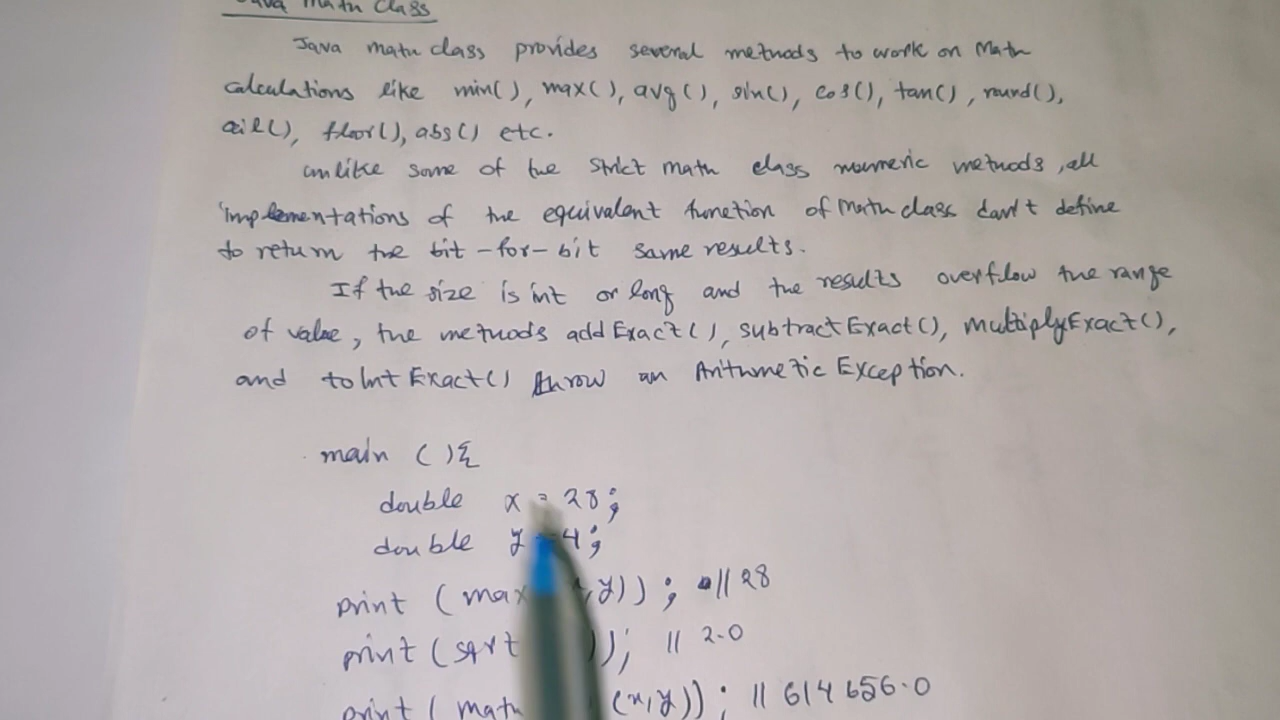 Java Math Class
Java math class provides several methods to work on Math
calculations like min(), max(), avg(), sin(), cos(), tan(), round(),
ceil(), floor(), abs() etc.
unlike some of the strict math class numeric methods, all
implementations of the equivalent function of Math class dan't define
to return the bit-for-bit same results.
If the size is int or long and the results overflow the range
of value, the methods addExact(), subtractExact(), multiplyExact(),
and toIntExact() throw an Arithmetic Exception.
main (){
double x = 28;
double y = 4;
print (max ,y)); // 28
print (sqrt )); // 2.0
print ( math (x,y)); // 614656.0